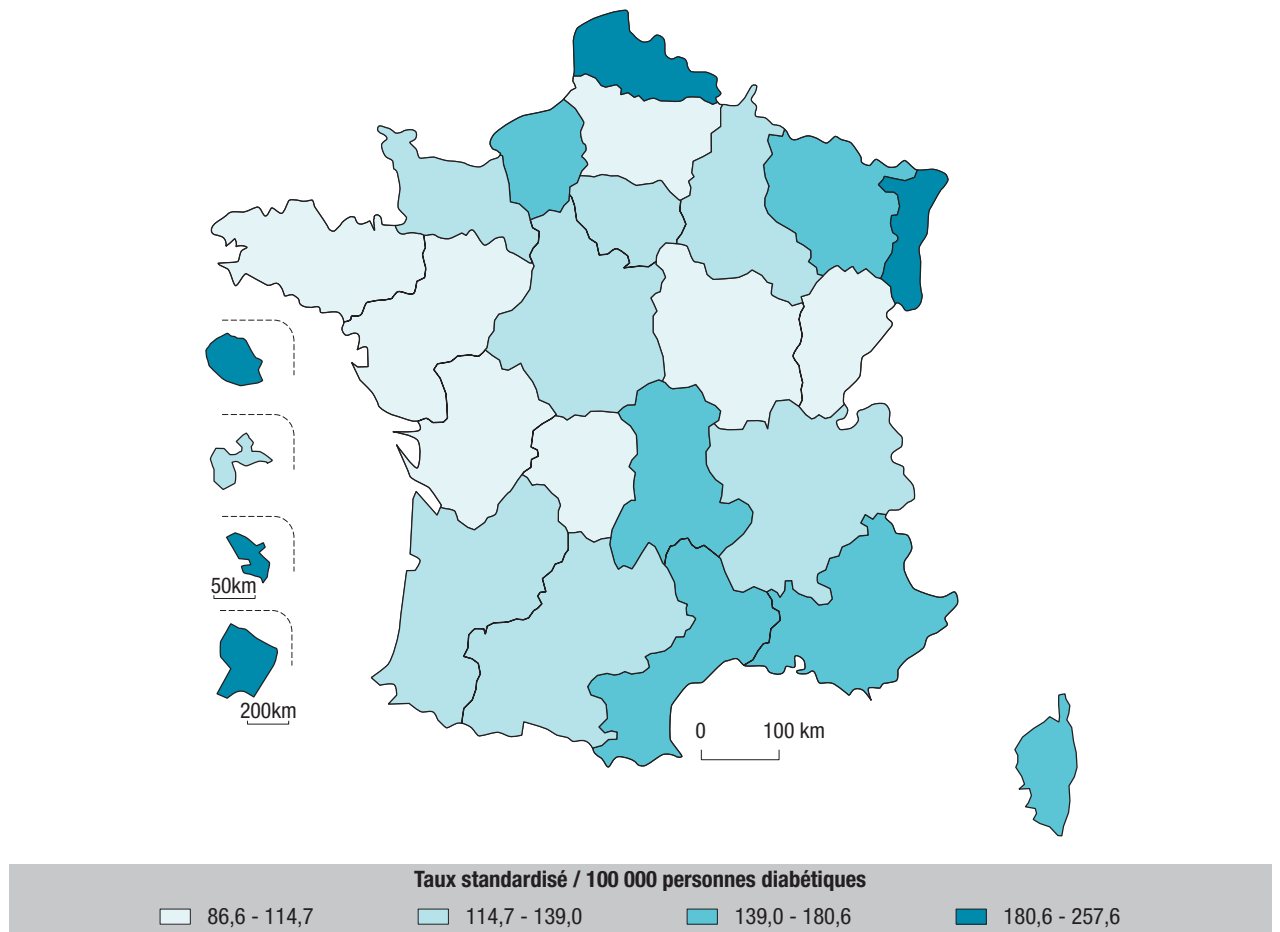 50km
200km
0 100 km
Taux standardisé / 100 000 personnes diabétiques
86,6 - 114,7 114,7 - 139,0 139,0 - 180,6 180,6 - 257,6